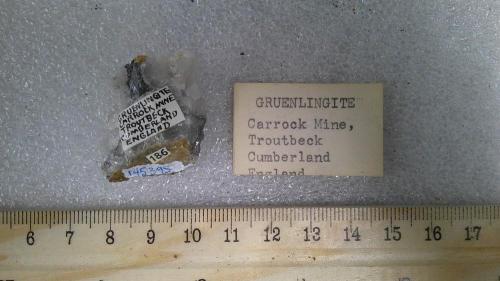 GRUENLINGITE
CARROCK MINE
TROUTBECK
CUMBERLAND
ENGLAND
186
145395
GRUENLINGITE
Carrock Mine,
Troutbeck
Cumberland
England
6 7 8 9 10 11 12 13 14 15 16 17